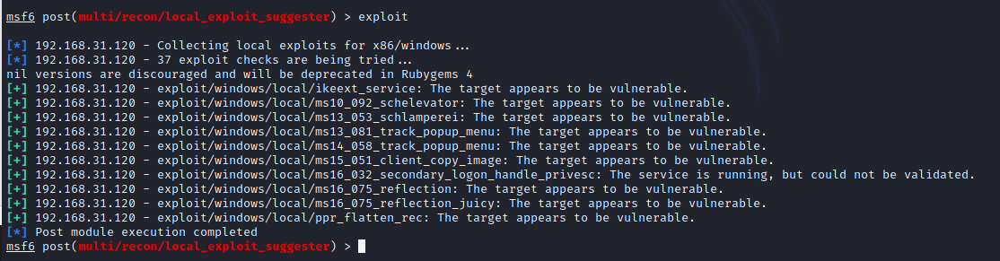 msf6 post(multi/recon/local_exploit_suggester) > exploit
[*] 192.168.31.120 - Collecting local exploits for x86/windows...
[*] 192.168.31.120 - 37 exploit checks are being tried...
nil versions are discouraged and will be deprecated in Rubygems 4
[+] 192.168.31.120 - exploit/windows/local/ikeext_service: The target appears to be vulnerable.
[+] 192.168.31.120 - exploit/windows/local/ms10_092_schelevator: The target appears to be vulnerable.
[+] 192.168.31.120 - exploit/windows/local/ms13_053_schlamperei: The target appears to be vulnerable.
[+] 192.168.31.120 - exploit/windows/local/ms13_081_track_popup_menu: The target appears to be vulnerable.
[+] 192.168.31.120 - exploit/windows/local/ms14_058_track_popup_menu: The target appears to be vulnerable.
[+] 192.168.31.120 - exploit/windows/local/ms15_051_client_copy_image: The target appears to be vulnerable.
[+] 192.168.31.120 - exploit/windows/local/ms16_032_secondary_logon_handle_privesc: The service is running, but could not be validated.
[+] 192.168.31.120 - exploit/windows/local/ms16_075_reflection: The target appears to be vulnerable.
[+] 192.168.31.120 - exploit/windows/local/ms16_075_reflection_juicy: The target appears to be vulnerable.
[+] 192.168.31.120 - exploit/windows/local/ppr_flatten_rec: The target appears to be vulnerable.
[*] Post module execution completed
msf6 post(multi/recon/local_exploit_suggester) >